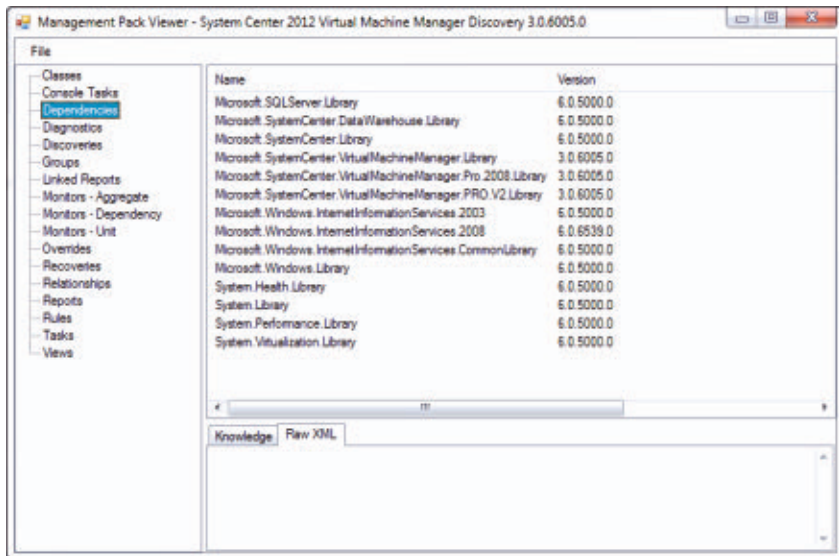 Management Pack Viewer - System Center 2012 Virtual Machine Manager Discovery 3.0.6005.0
File
Classes
Console Tasks
Dependencies
Diagnostics
Discoveries
Groups
Linked Reports
Monitors - Aggregate
Monitors - Dependency
Monitors - Unit
Overrides
Recoveries
Relationships
Reports
Rules
Tasks
Views
Name Version
Microsoft.SQLServer.Library 6.0.5000.0
Microsoft.SystemCenter.DataWarehouse.Library 6.0.5000.0
Microsoft.SystemCenter.Library 6.0.5000.0
Microsoft.SystemCenter.VirtualMachineManager.Library 3.0.6005.0
Microsoft.SystemCenter.VirtualMachineManager.Pro.2008.Library 3.0.6005.0
Microsoft.SystemCenter.VirtualMachineManager.PRO.V2.Library 3.0.6005.0
Microsoft.Windows.InternetInformationServices.2003 6.0.5000.0
Microsoft.Windows.InternetInformationServices.2008 6.0.6539.0
Microsoft.Windows.InternetInformationServices.CommonLibrary 6.0.5000.0
Microsoft.Windows.Library 6.0.5000.0
System.Health.Library 6.0.5000.0
System.Library 6.0.5000.0
System.Performance.Library 6.0.5000.0
System.Virtualization.Library 6.0.5000.0
Knowledge Raw XML